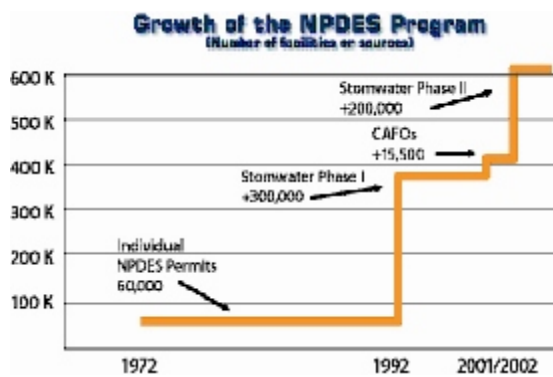 Growth of the NPDES Program
(Number of facilities or sources)
600 K
500 K
400 K
300 K
200 K
100 K
Stomwater Phase II
+200,000
CAFOs
+15,500
Stomwater Phase I
+300,000
Individual
NPDES Permits
60,000
1972
1992
2001/2002